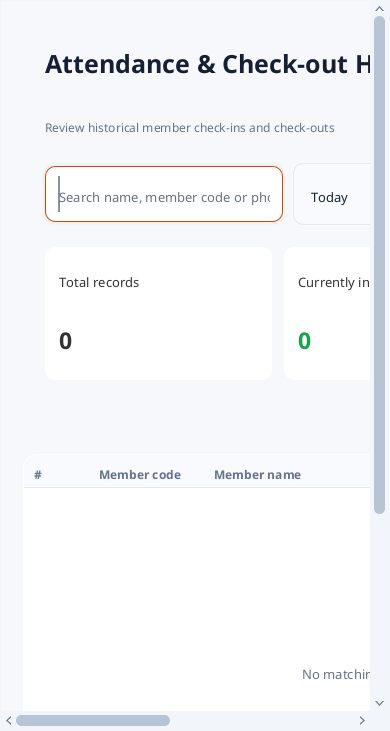 Attendance & Check-out H
Review historical member check-ins and check-outs
Search name, member code or pho
Today
Total records
Currently in
0
0
# Member code Member name
No matchin